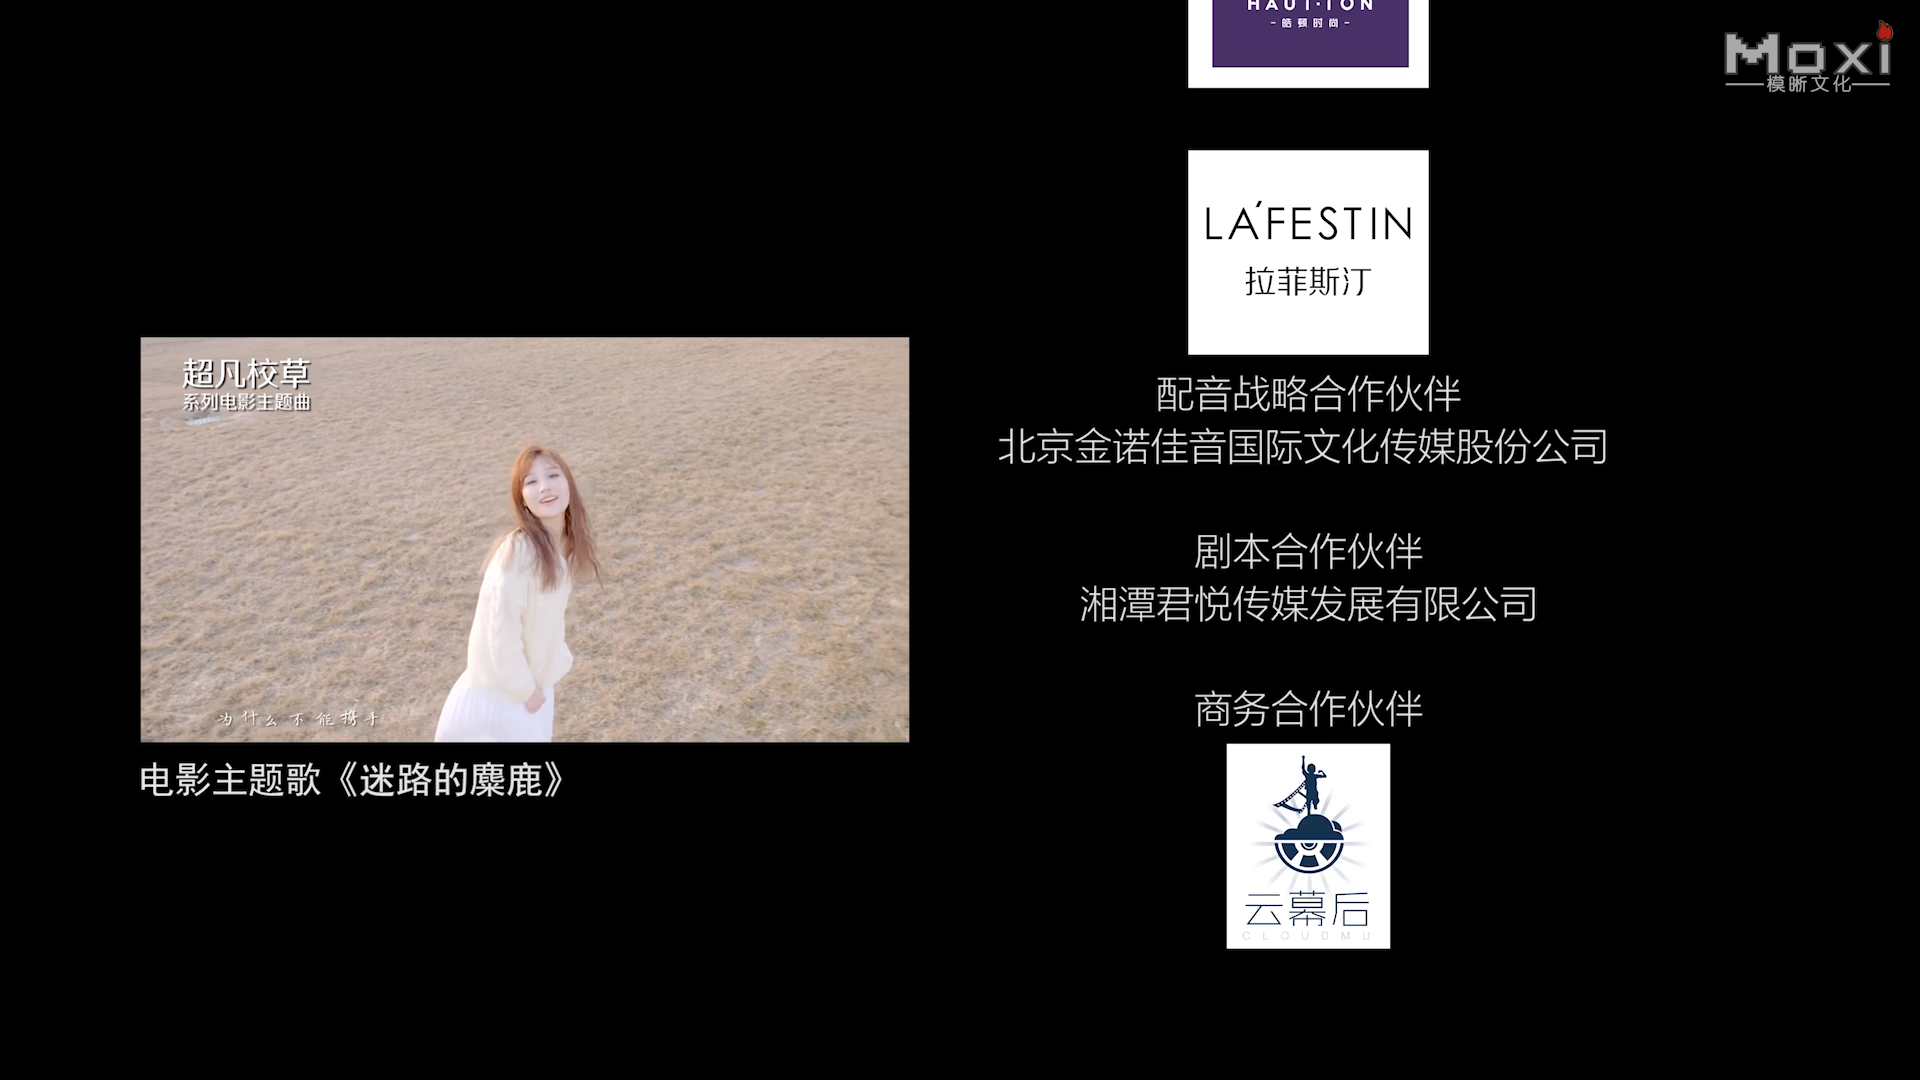 HAUT·TON
-皓顿时尚-
Moxi
模晰文化
LA'FESTIN
拉菲斯汀
超凡校草
系列电影主题曲
为什么不能携手
电影主题歌《迷路的麋鹿》
配音战略合作伙伴
北京金诺佳音国际文化传媒股份公司
剧本合作伙伴
湘潭君悦传媒发展有限公司
商务合作伙伴
云幕后
CLOUDMU